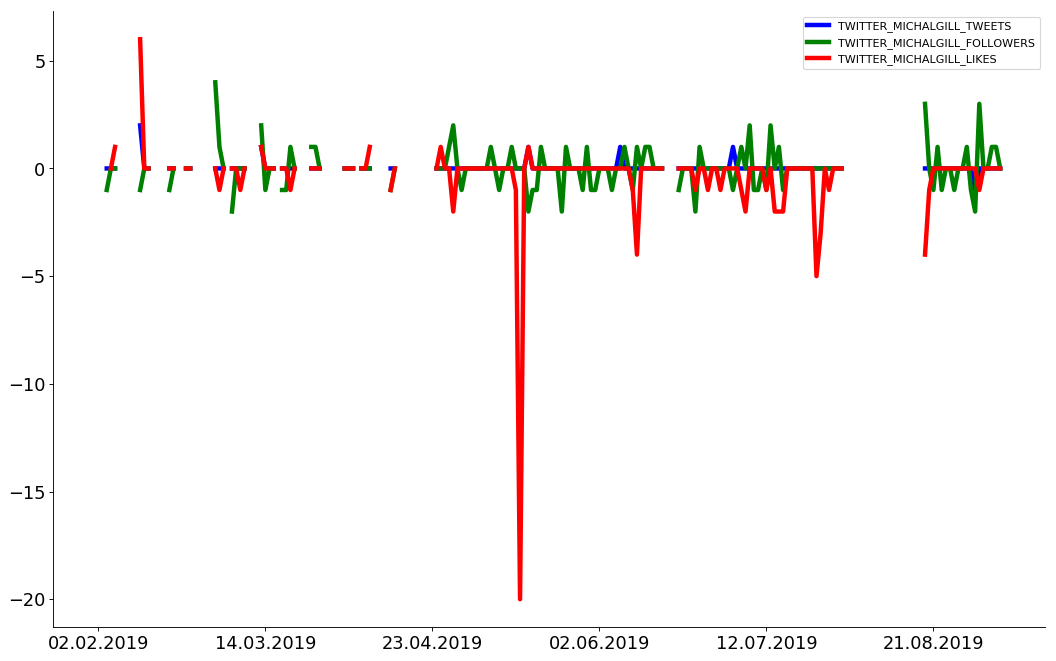 TWITTER_MICHALGILL_TWEETS
TWITTER_MICHALGILL_FOLLOWERS
TWITTER_MICHALGILL_LIKES
5
0
−5
−10
−15
−20
02.02.2019 14.03.2019 23.04.2019 02.06.2019 12.07.2019 21.08.2019